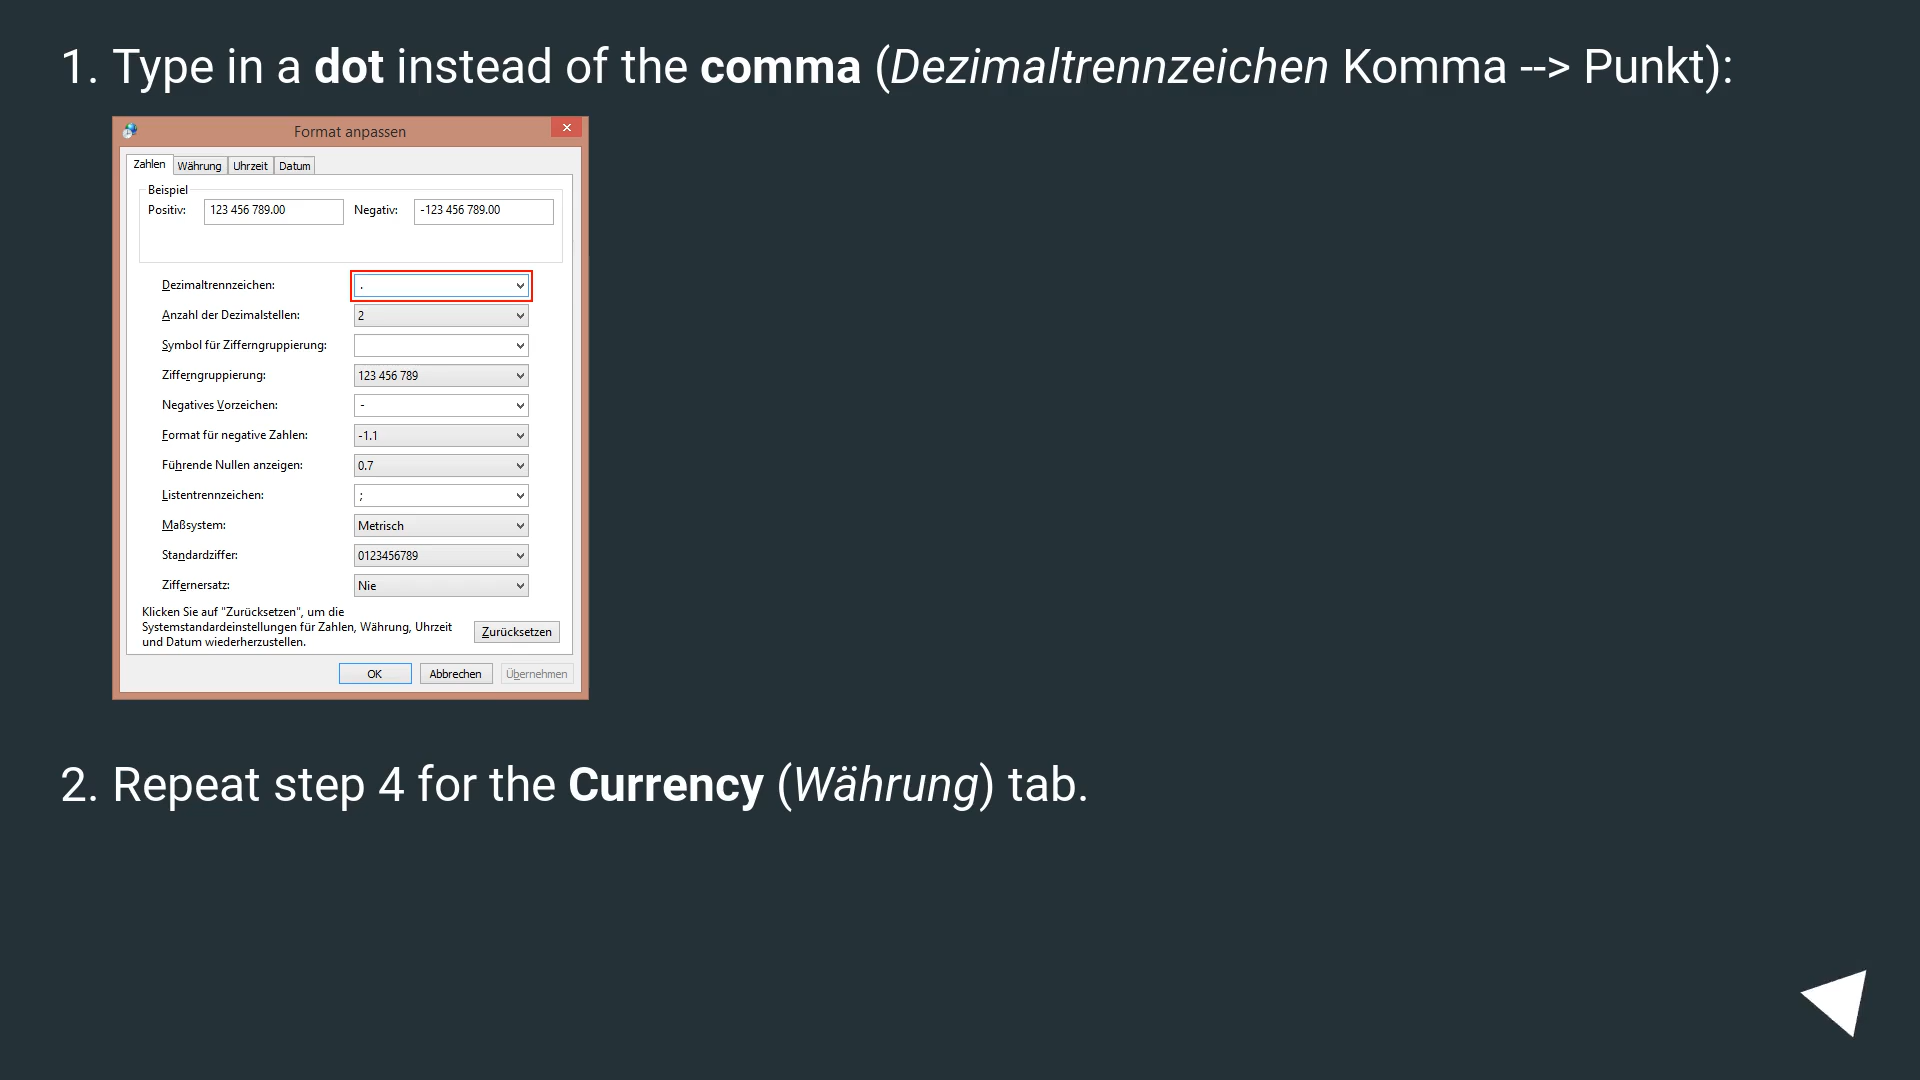 1. Type in a dot instead of the comma (Dezimaltrennzeichen Komma --> Punkt):
Format anpassen
Zahlen Währung Uhrzeit Datum
Beispiel
Positiv: 123 456 789.00 Negativ: -123 456 789.00
Dezimaltrennzeichen: .
Anzahl der Dezimalstellen: 2
Symbol für Zifferngruppierung:
Zifferngruppierung: 123 456 789
Negatives Vorzeichen: -
Format für negative Zahlen: -1.1
Führende Nullen anzeigen: 0.7
Listentrennzeichen: ;
Maßsystem: Metrisch
Standardziffer: 0123456789
Ziffernersatz: Nie
Klicken Sie auf "Zurücksetzen", um die
Systemstandardeinstellungen für Zahlen, Währung, Uhrzeit
und Datum wiederherzustellen.
Zurücksetzen
OK Abbrechen Übernehmen
2. Repeat step 4 for the Currency (Währung) tab.